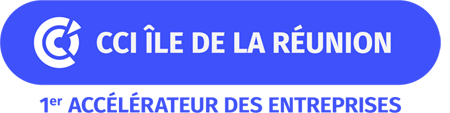 CCI ÎLE DE LA RÉUNION
1er ACCÉLÉRATEUR DES ENTREPRISES